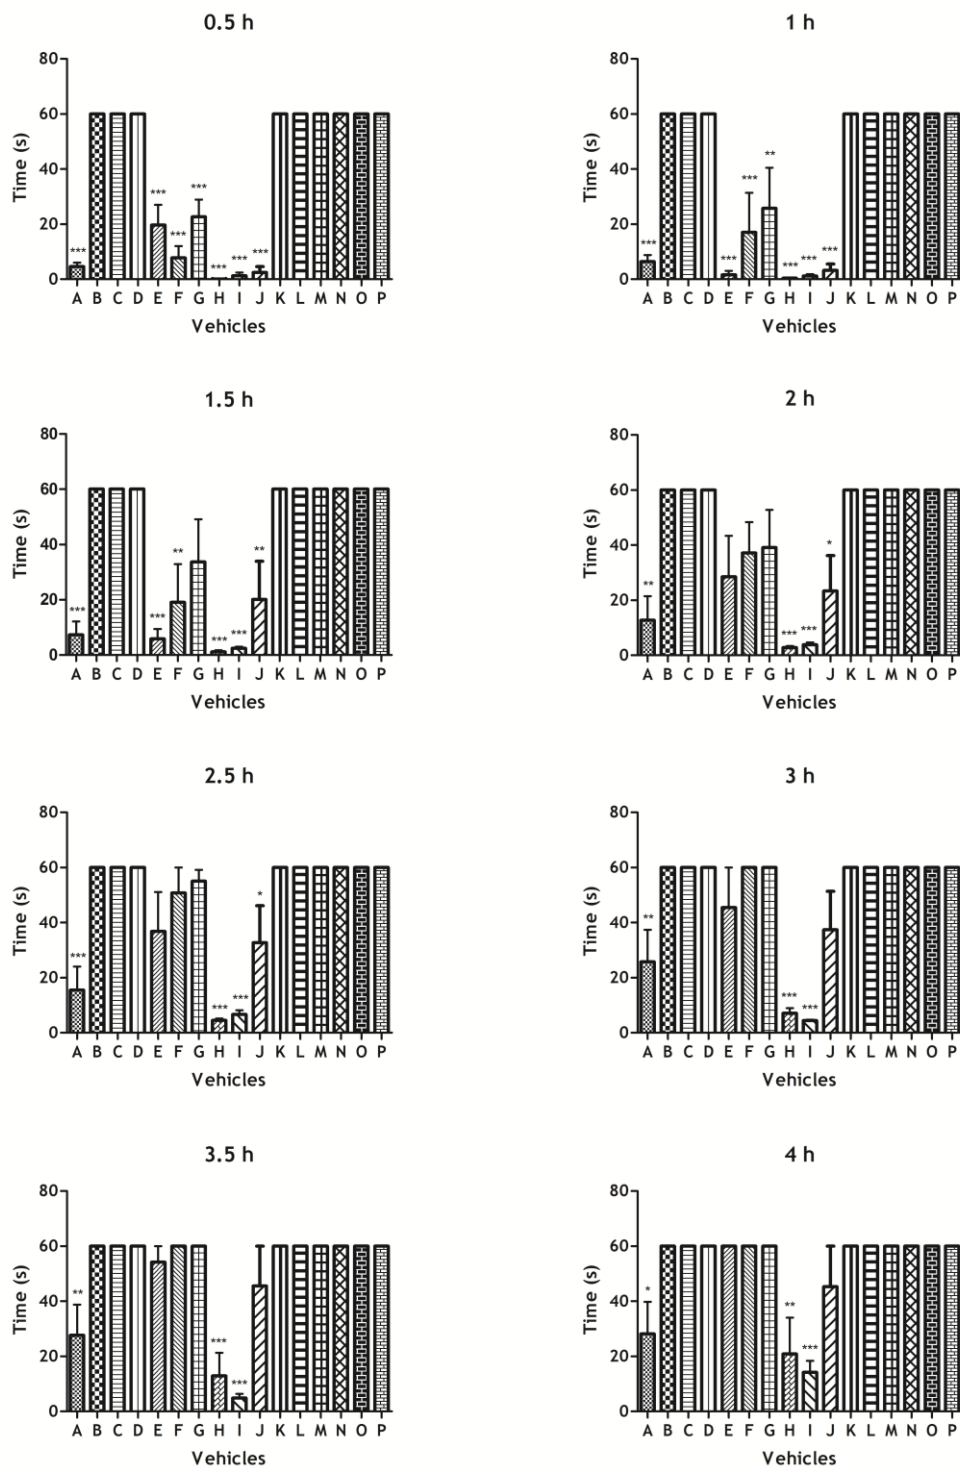 0.5 h
1 h
80
60
40
20
0
Time (s)
*** *** *** *** *** *** ***
A B C D E F G H I J K L M N O P
Vehicles
80
60
40
20
0
Time (s)
*** *** *** ** *** *** ***
A B C D E F G H I J K L M N O P
Vehicles
1.5 h
2 h
80
60
40
20
0
Time (s)
*** *** ** *** *** **
A B C D E F G H I J K L M N O P
Vehicles
80
60
40
20
0
Time (s)
** *** *** *
A B C D E F G H I J K L M N O P
Vehicles
2.5 h
3 h
80
60
40
20
0
Time (s)
*** *** *** *
A B C D E F G H I J K L M N O P
Vehicles
80
60
40
20
0
Time (s)
** *** ***
A B C D E F G H I J K L M N O P
Vehicles
3.5 h
4 h
80
60
40
20
0
Time (s)
** *** ***
A B C D E F G H I J K L M N O P
Vehicles
80
60
40
20
0
Time (s)
* ** ***
A B C D E F G H I J K L M N O P
Vehicles